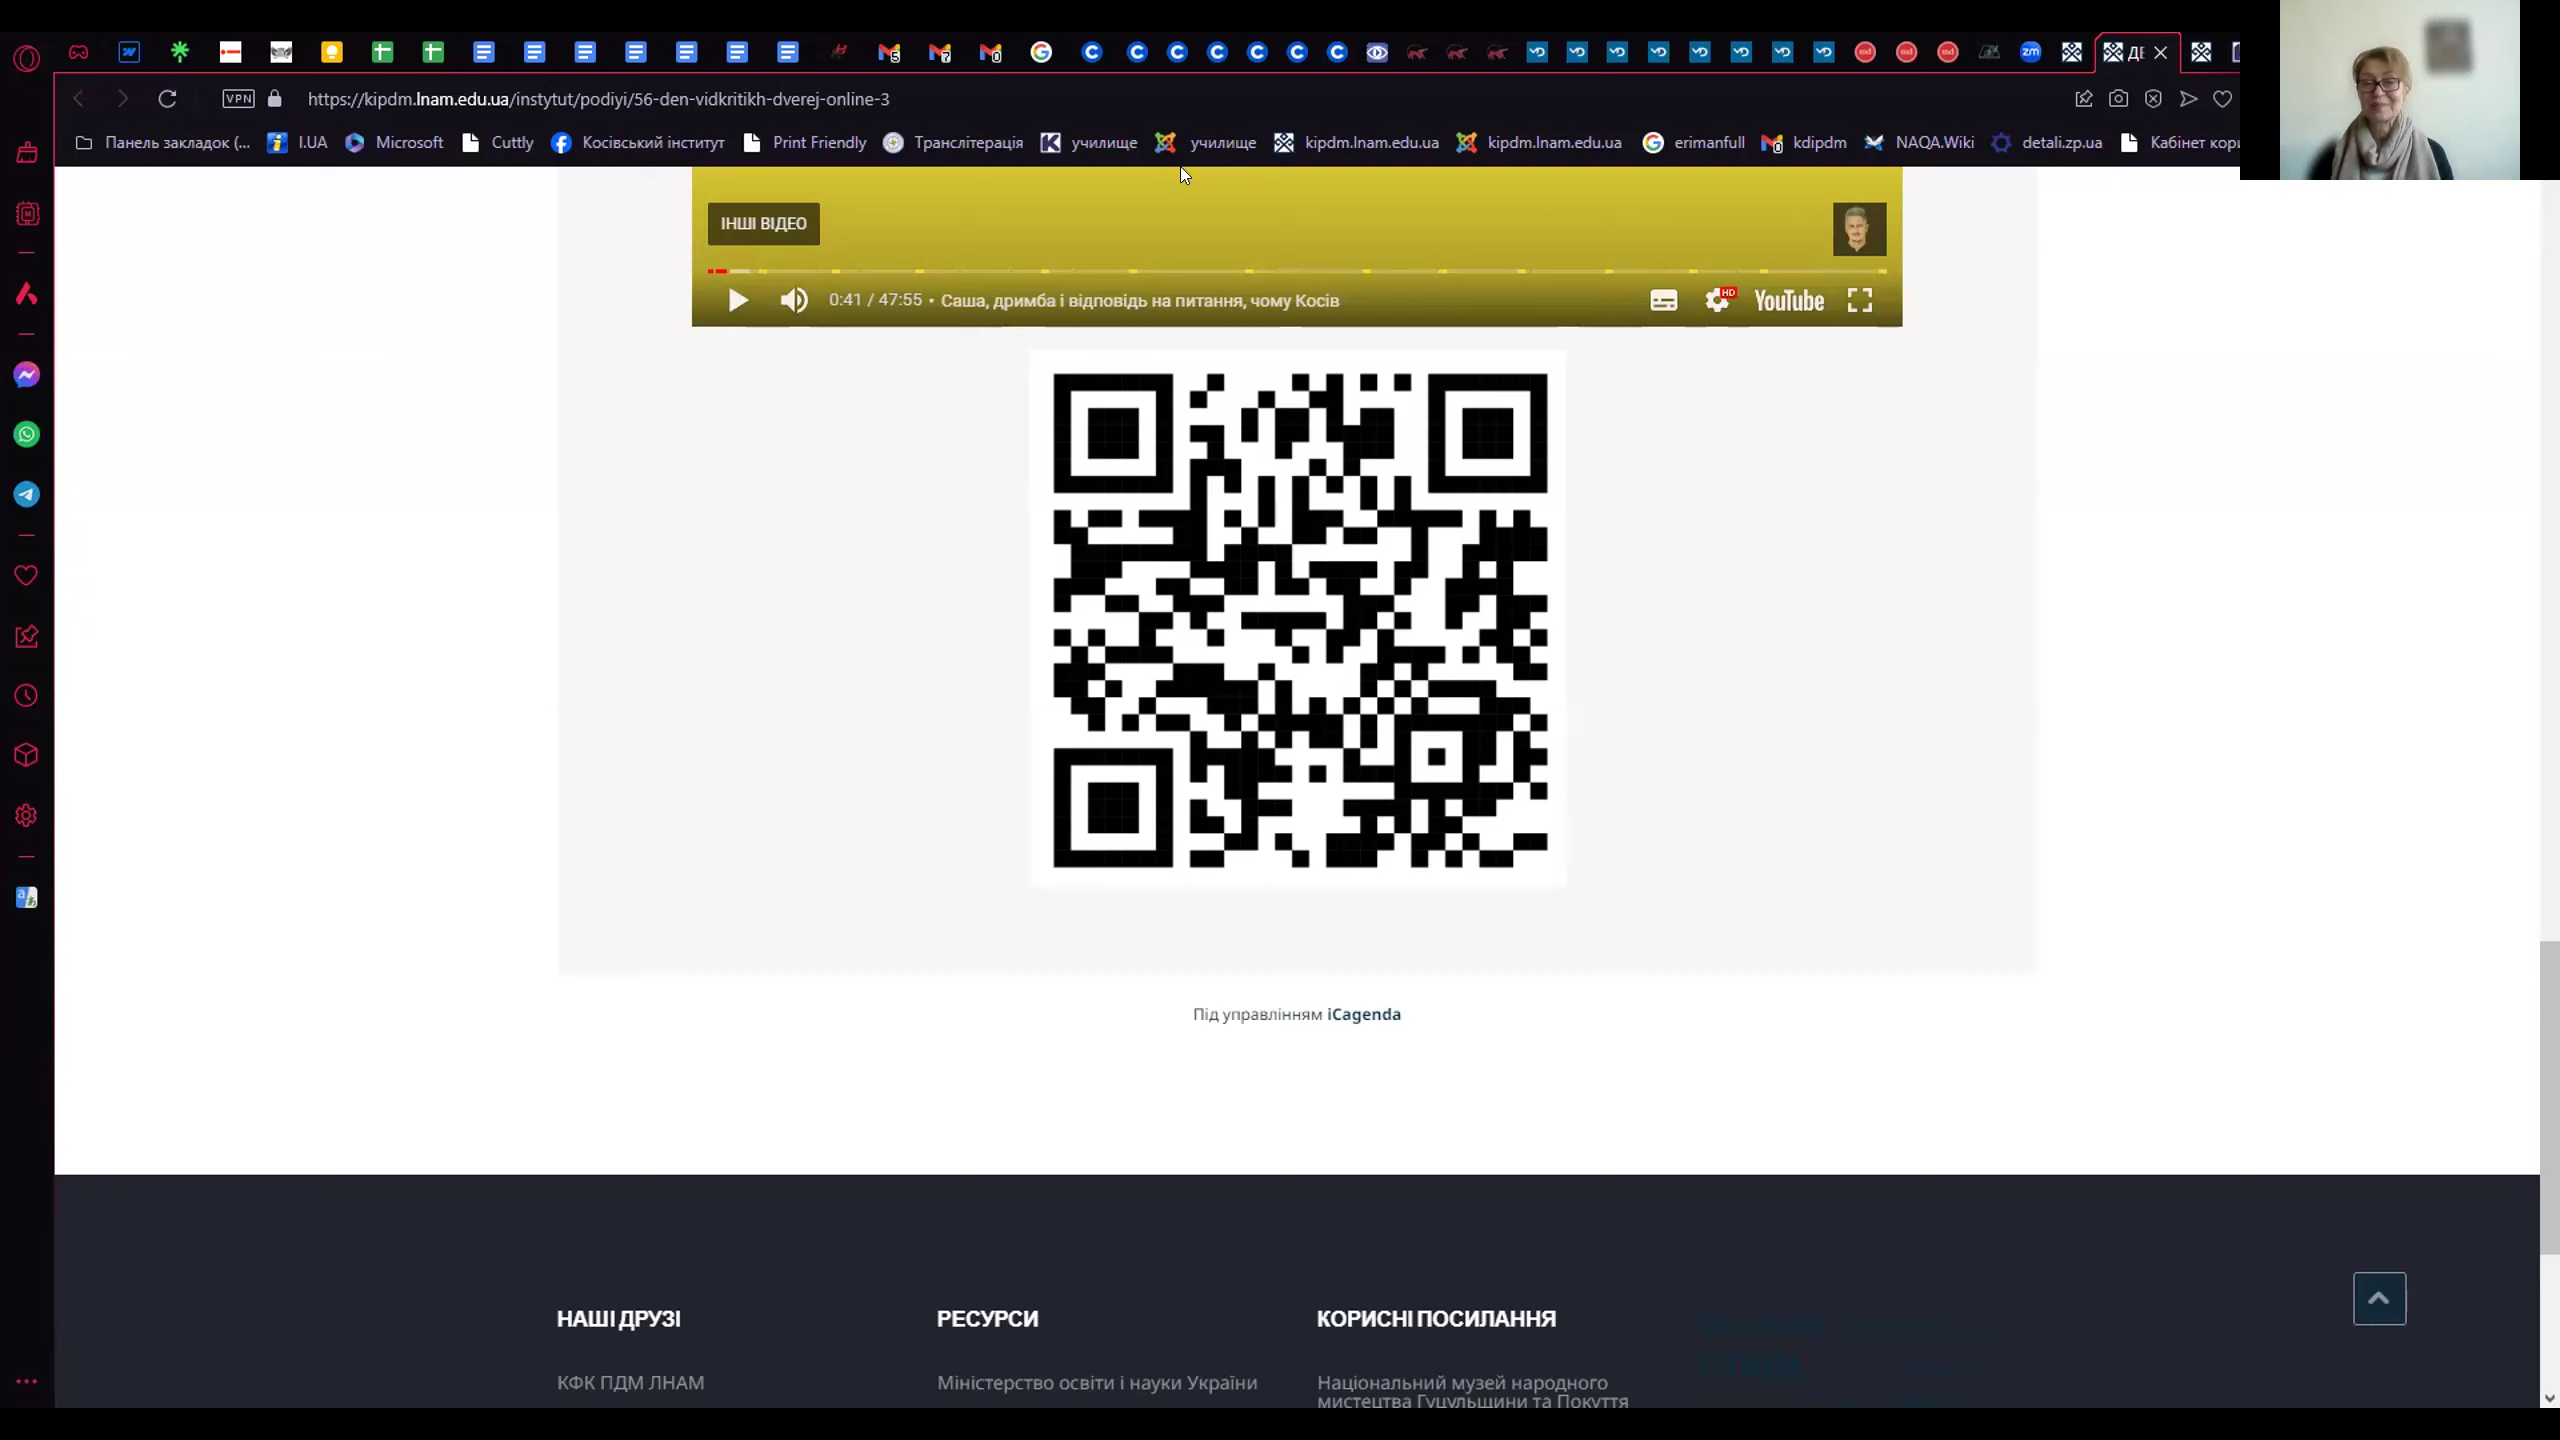 ДЕ
VPN
https://kipdm.lnam.edu.ua/instytut/podiyi/56-den-vidkritikh-dverej-online-3
Панель закладок (...
I.UA
Microsoft
Cuttly
Косівський інститут
Print Friendly
Транслітерація
училище
училище
kipdm.lnam.edu.ua
kipdm.lnam.edu.ua
erimanfull
kdipdm
NAQA.Wiki
detali.zp.ua
Кабінет кори
ІНШІ ВІДЕО
0:41 / 47:55 • Саша, дримба і відповідь на питання, чому Косів
HD
YouTube
Під управлінням iCagenda
НАШІ ДРУЗІ
КФК ПДМ ЛНАМ
РЕСУРСИ
Міністерство освіти і науки України
КОРИСНІ ПОСИЛАННЯ
Національний музей народного
мистецтва Гуцульщини та Покуття